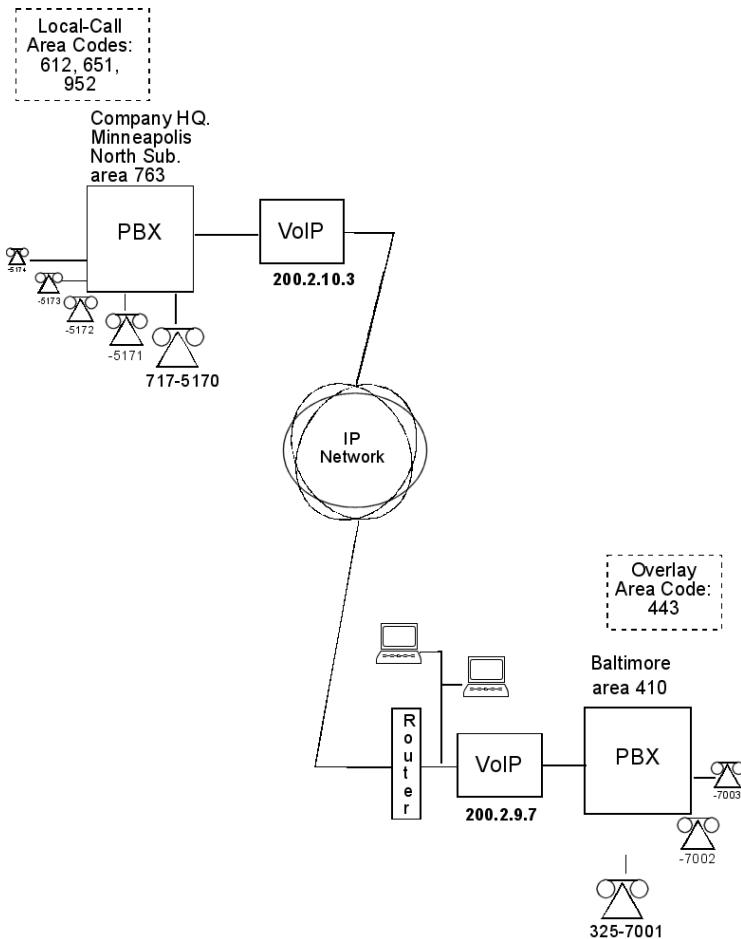 Local-Call
Area Codes:
612, 651,
952
Company HQ.
Minneapolis
North Sub.
area 763
PBX
VoIP
200.2.10.3
-5174
-5173
-5172
-5171
717-5170
IP
Network
Overlay
Area Code:
443
Baltimore
area 410
Router
VoIP
200.2.9.7
PBX
-7003
-7002
325-7001